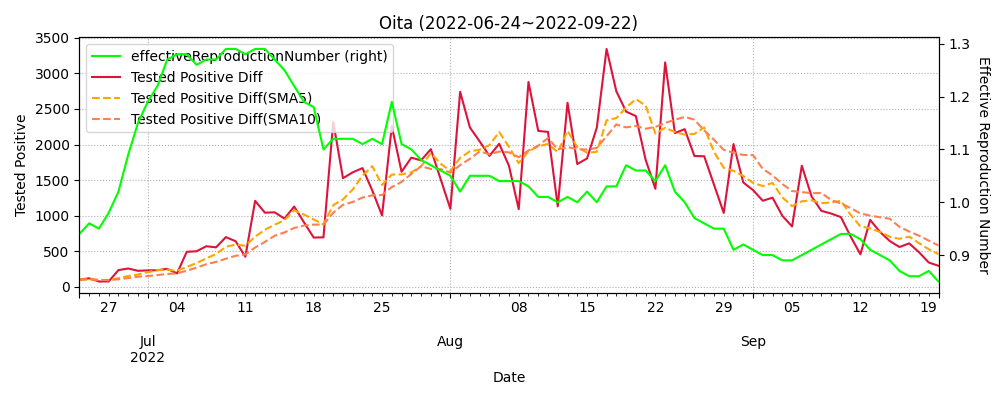 Oita (2022-06-24~2022-09-22)
effectiveReproductionNumber (right)
Tested Positive Diff
Tested Positive Diff(SMA5)
Tested Positive Diff(SMA10)
Tested Positive
3500
3000
2500
2000
1500
1000
500
0
1.3
1.2
1.1
1.0
0.9
Effective Reproduction Number
27 04 11 18 25 08 15 22 29 05 12 19
Jul Aug Sep
2022
Date